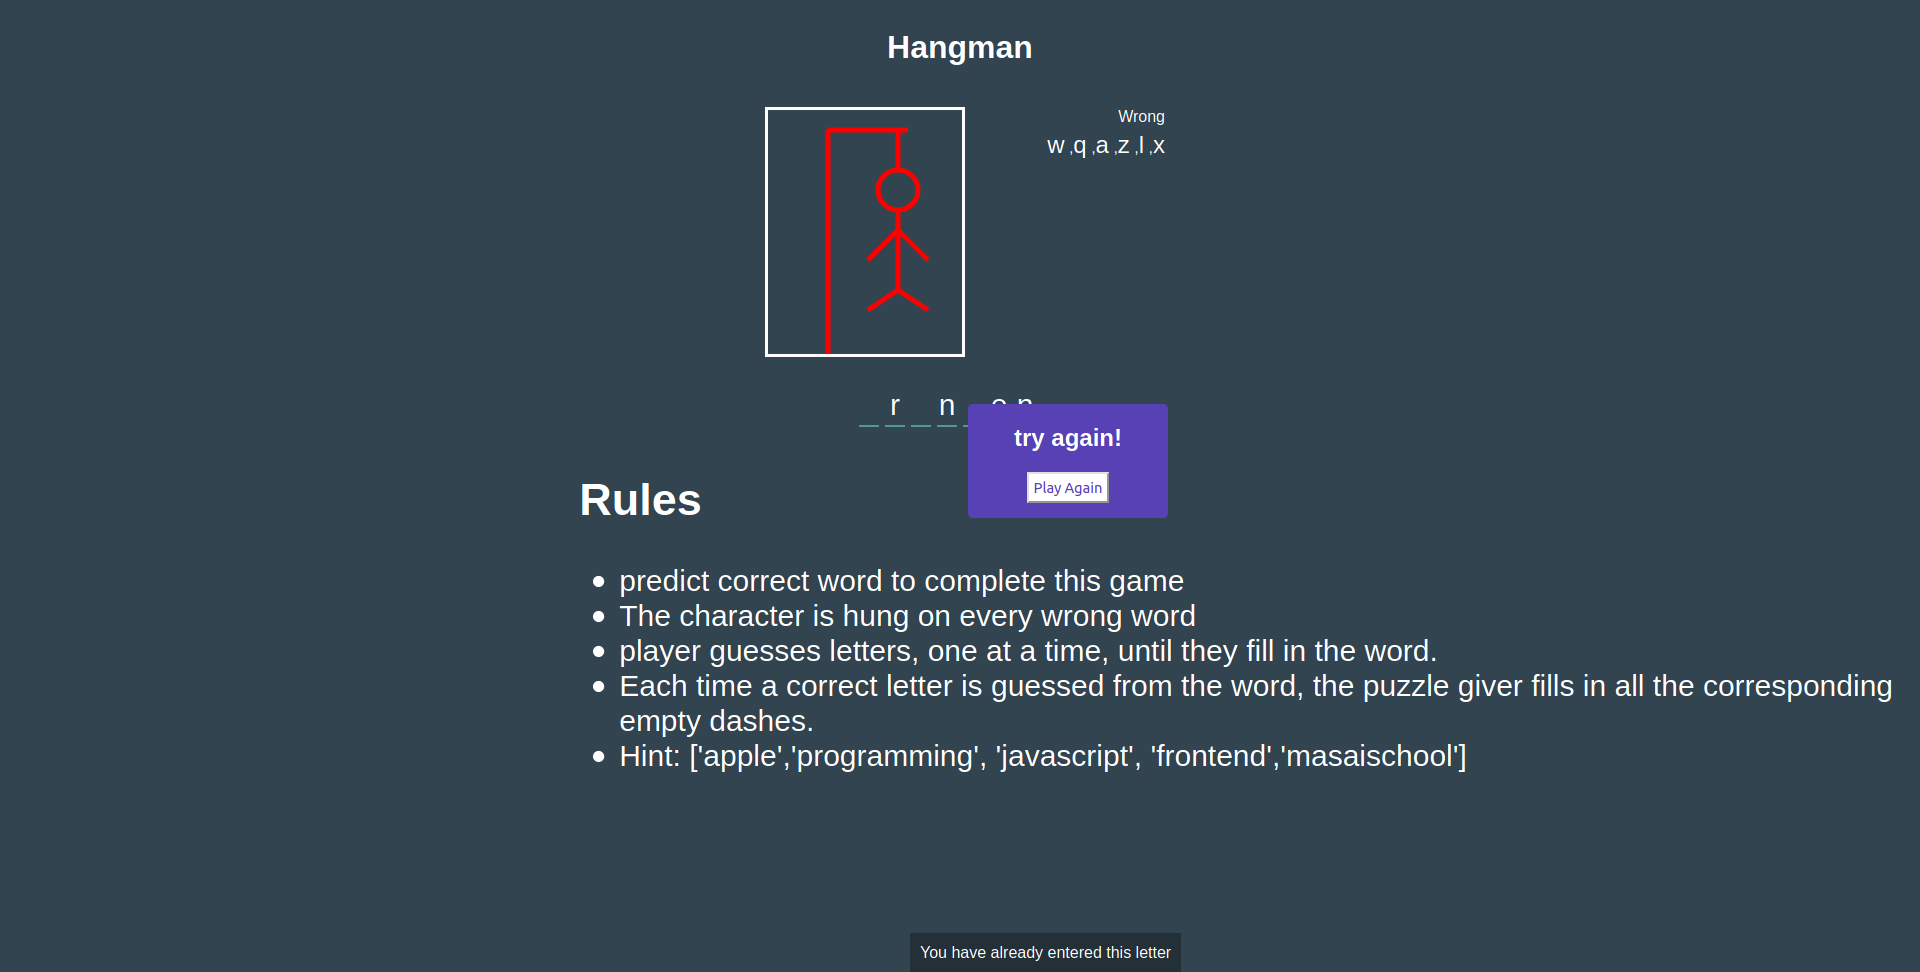 Hangman
Wrong
w ,q ,a ,z ,l ,x
_ r _ n _ e n
try again!
Play Again
Rules
predict correct word to complete this game
The character is hung on every wrong word
player guesses letters, one at a time, until they fill in the word.
Each time a correct letter is guessed from the word, the puzzle giver fills in all the corresponding
empty dashes.
Hint: ['apple','programming', 'javascript', 'frontend','masaischool']
You have already entered this letter